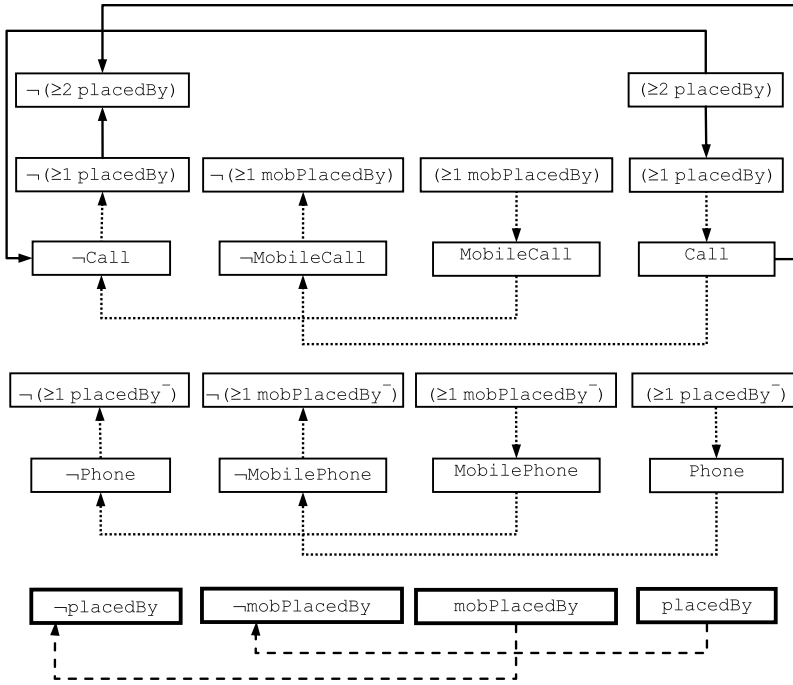 ¬(≥2 placedBy) (≥2 placedBy)
¬(≥1 placedBy) ¬(≥1 mobPlacedBy) (≥1 mobPlacedBy) (≥1 placedBy)
¬Call ¬MobileCall MobileCall Call
¬(≥1 placedBy⁻) ¬(≥1 mobPlacedBy⁻) (≥1 mobPlacedBy⁻) (≥1 placedBy⁻)
¬Phone ¬MobilePhone MobilePhone Phone
¬placedBy ¬mobPlacedBy mobPlacedBy placedBy